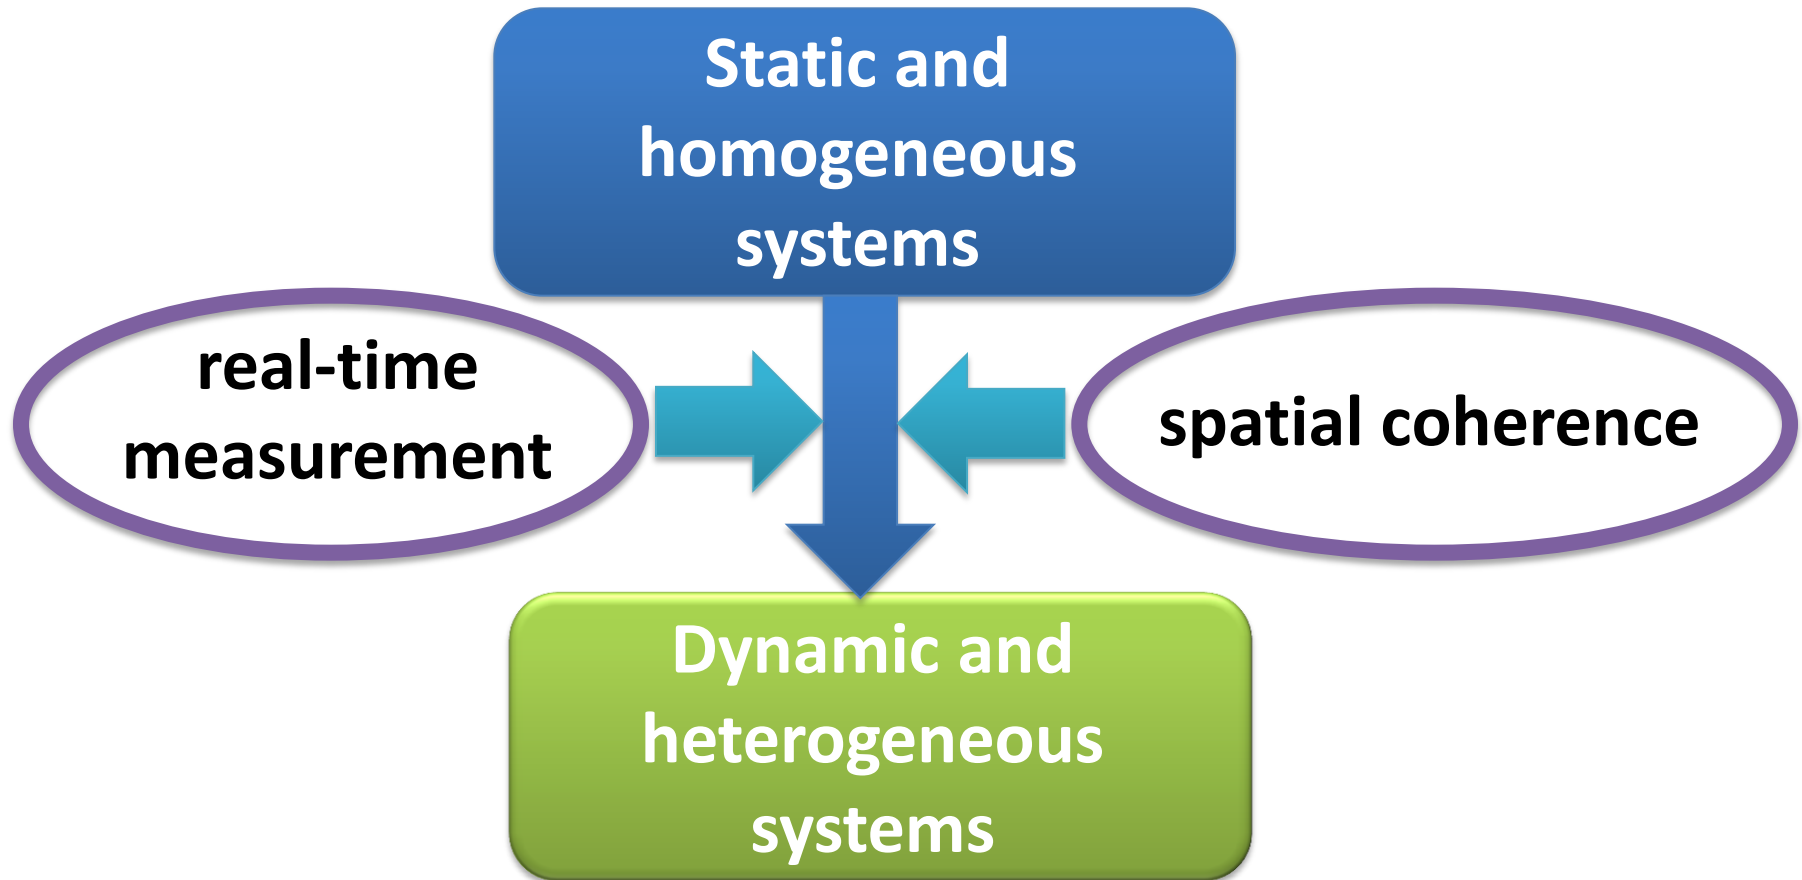 Static and
homogeneous
systems
real-time
measurement
spatial coherence
Dynamic and
heterogeneous
systems